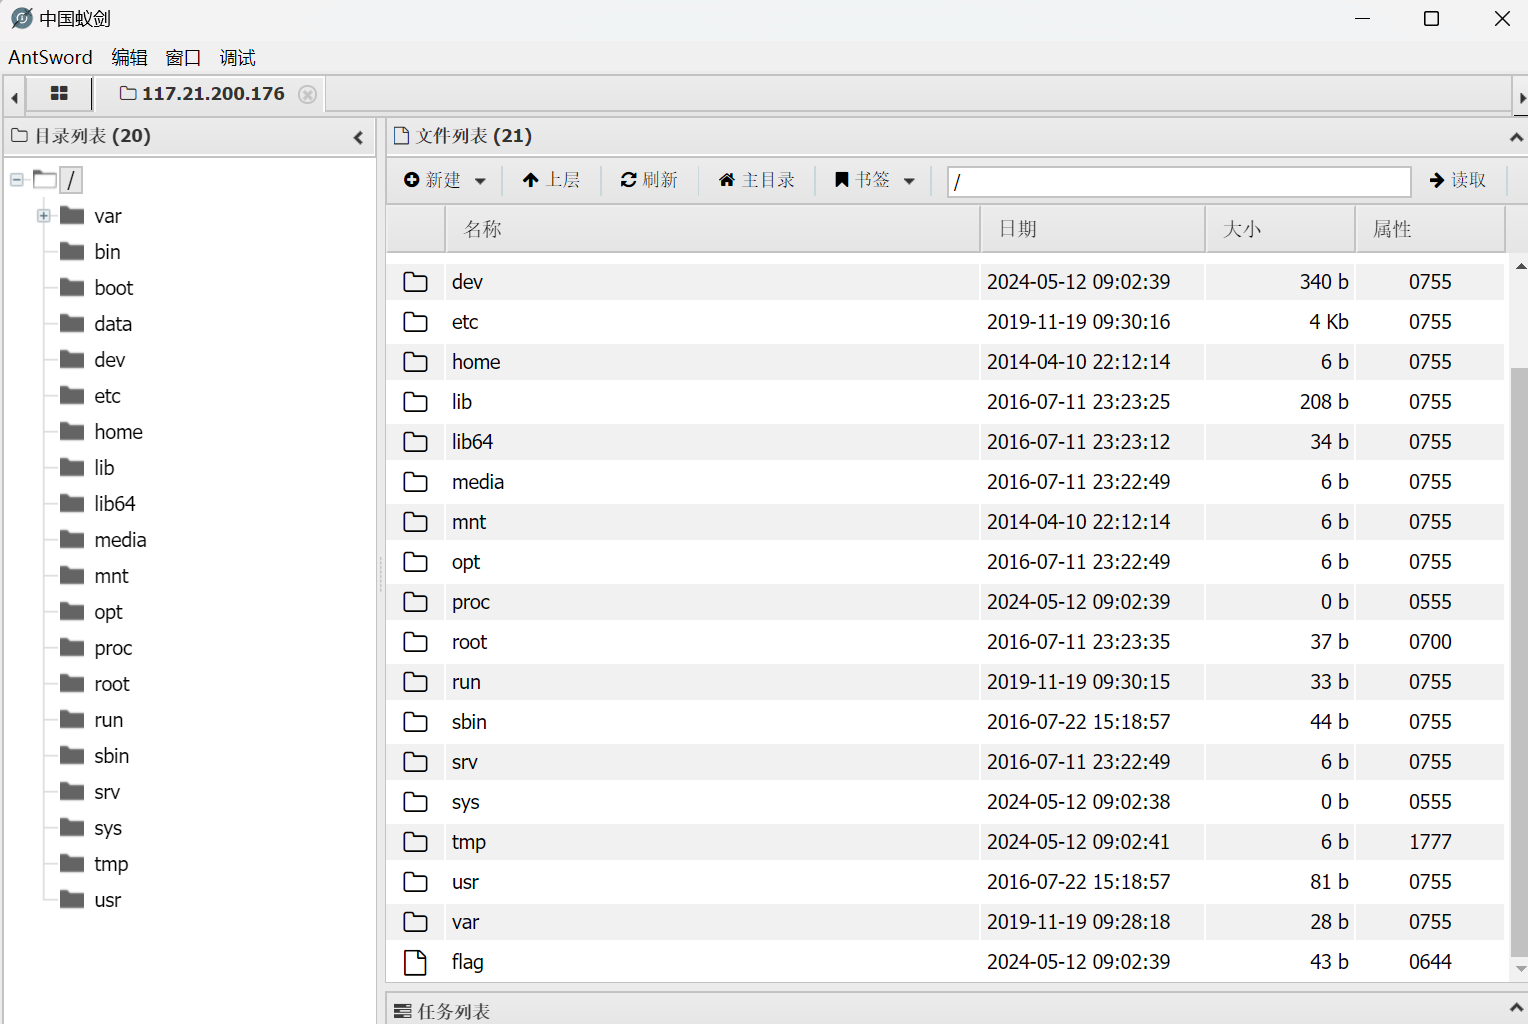 中国蚁剑
AntSword 编辑 窗口 调试
117.21.200.176
目录列表 (20)
/
var
bin
boot
data
dev
etc
home
lib
lib64
media
mnt
opt
proc
root
run
sbin
srv
sys
tmp
usr
文件列表 (21)
新建 上层 刷新 主目录 书签 / 读取
名称 日期 大小 属性
dev 2024-05-12 09:02:39 340 b 0755
etc 2019-11-19 09:30:16 4 Kb 0755
home 2014-04-10 22:12:14 6 b 0755
lib 2016-07-11 23:23:25 208 b 0755
lib64 2016-07-11 23:23:12 34 b 0755
media 2016-07-11 23:22:49 6 b 0755
mnt 2014-04-10 22:12:14 6 b 0755
opt 2016-07-11 23:22:49 6 b 0755
proc 2024-05-12 09:02:39 0 b 0555
root 2016-07-11 23:23:35 37 b 0700
run 2019-11-19 09:30:15 33 b 0755
sbin 2016-07-22 15:18:57 44 b 0755
srv 2016-07-11 23:22:49 6 b 0755
sys 2024-05-12 09:02:38 0 b 0555
tmp 2024-05-12 09:02:41 6 b 1777
usr 2016-07-22 15:18:57 81 b 0755
var 2019-11-19 09:28:18 28 b 0755
flag 2024-05-12 09:02:39 43 b 0644
任务列表